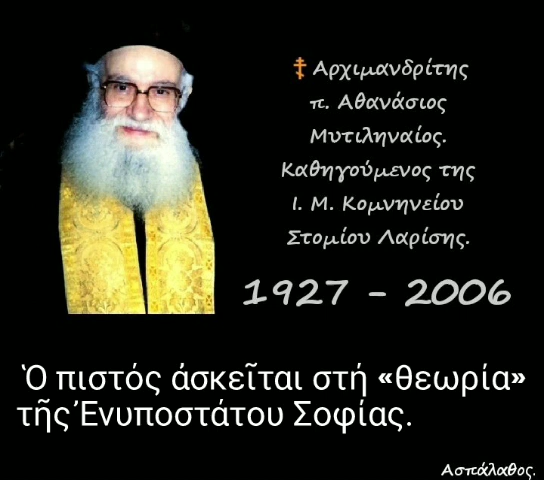 ‡ Αρχιμανδρίτης
π. Αθανάσιος
Μυτιληναίος.
Καθηγούμενος της
Ι. Μ. Κομνηνείου
Στομίου Λαρίσης.
1927 - 2006
Ὁ πιστός ἀσκεῖται στή «θεωρία»
τῆς Ἐνυποστάτου Σοφίας.
Ασπάλαθος.